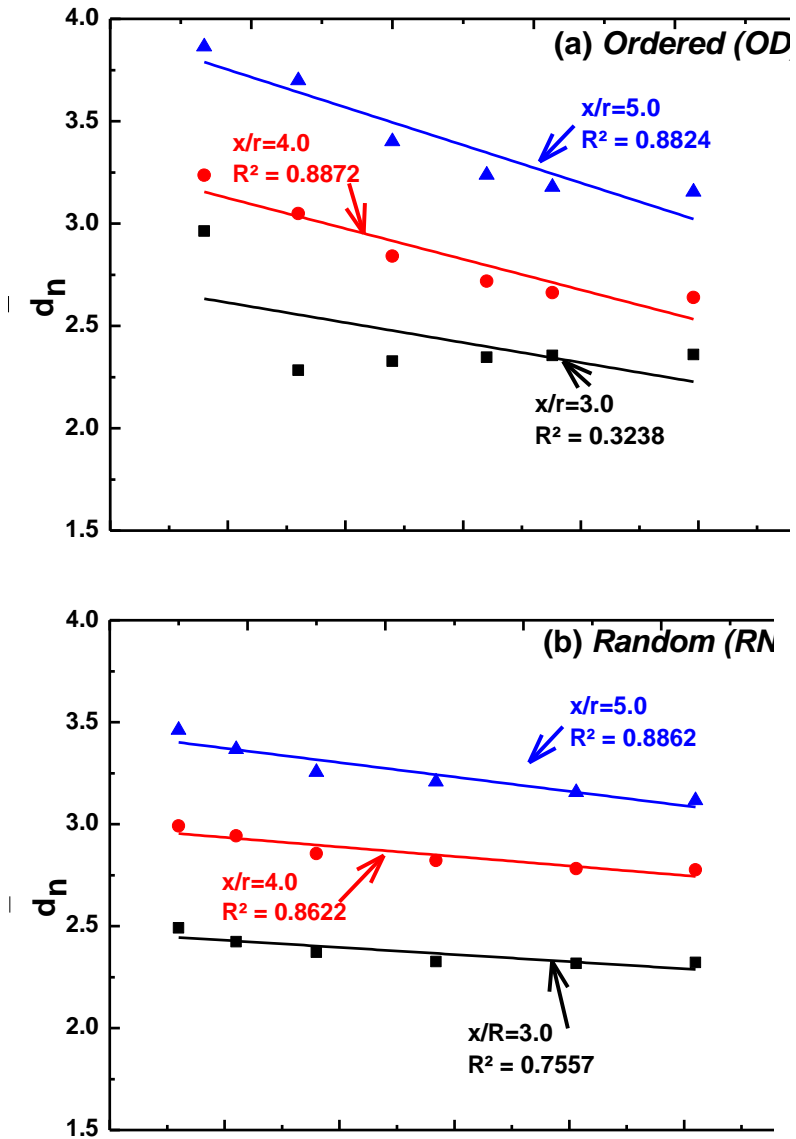 4.0
(a) Ordered (OD
x/r=5.0
R² = 0.8824
3.5
x/r=4.0
R² = 0.8872
3.0
d̅n
2.5
x/r=3.0
R² = 0.3238
2.0
1.5
4.0
(b) Random (RN
x/r=5.0
R² = 0.8862
3.5
3.0
x/r=4.0
R² = 0.8622
d̅n
2.5
x/R=3.0
R² = 0.7557
2.0
1.5